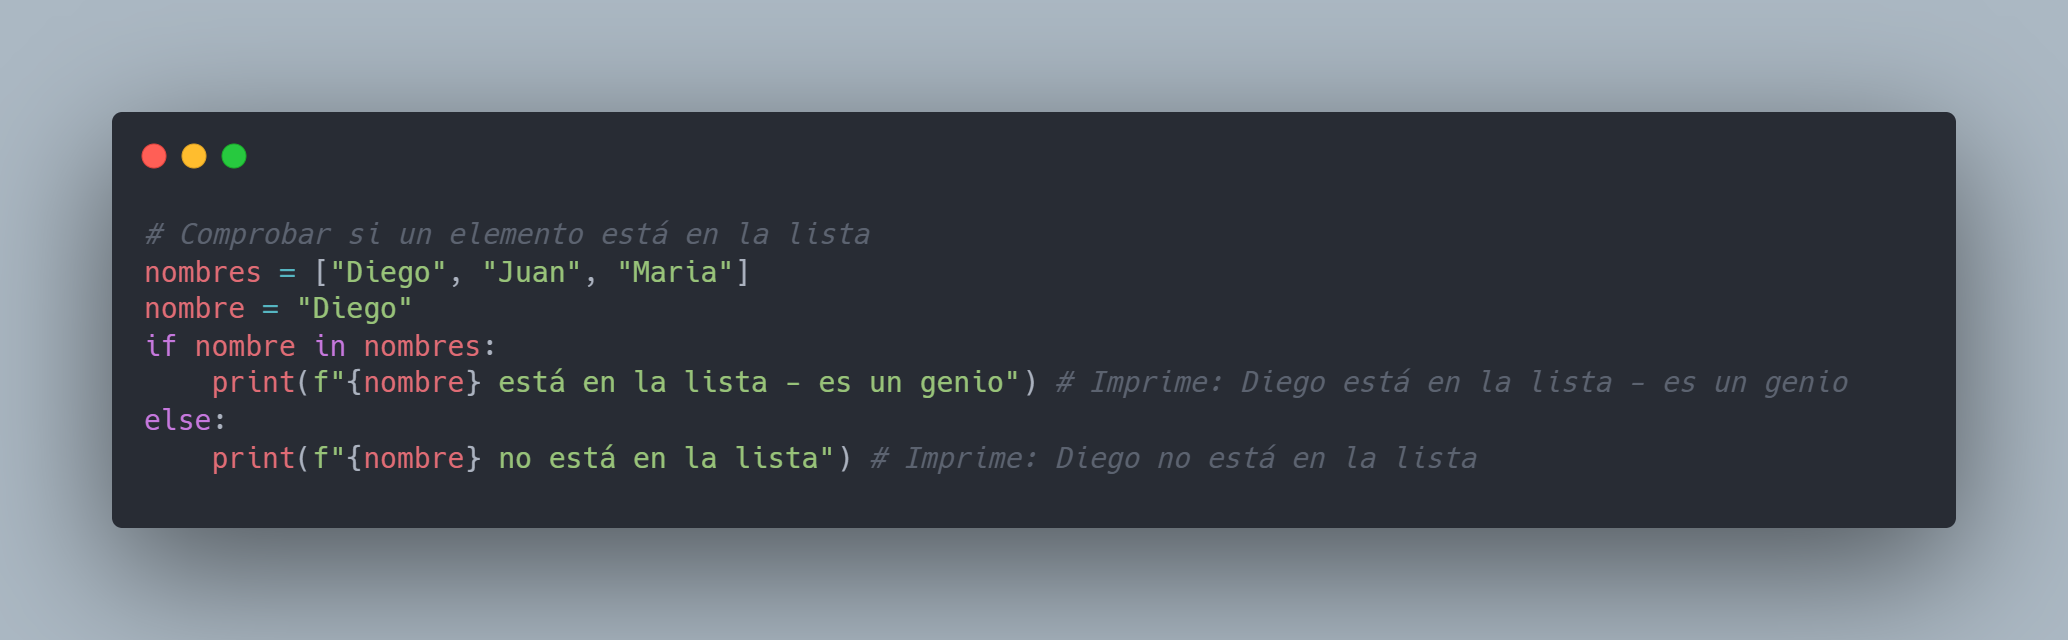 # Comprobar si un elemento está en la lista
nombres = ["Diego", "Juan", "Maria"]
nombre = "Diego"
if nombre in nombres:
    print(f"{nombre} está en la lista - es un genio") # Imprime: Diego está en la lista - es un genio
else:
    print(f"{nombre} no está en la lista") # Imprime: Diego no está en la lista